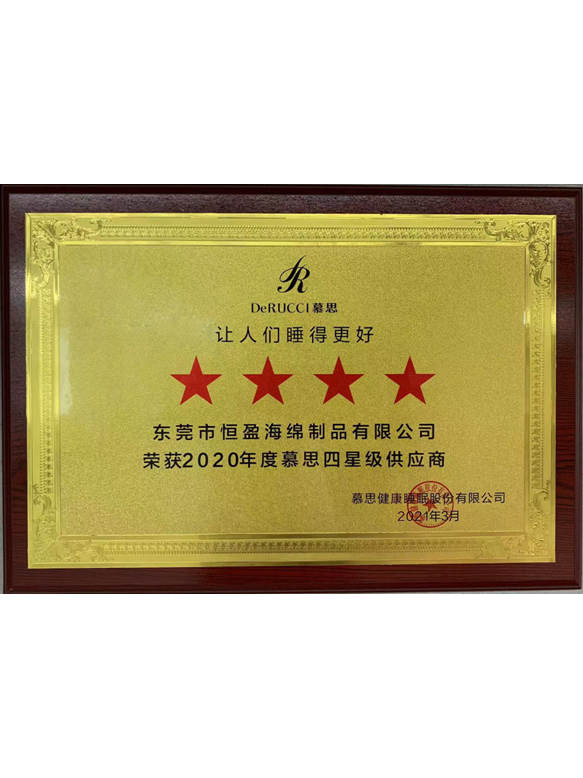 DeRUCCI慕思
让人们睡得更好
东莞市恒盈海绵制品有限公司
荣获2020年度慕思四星级供应商
慕思健康睡眠股份有限公司
2021年3月